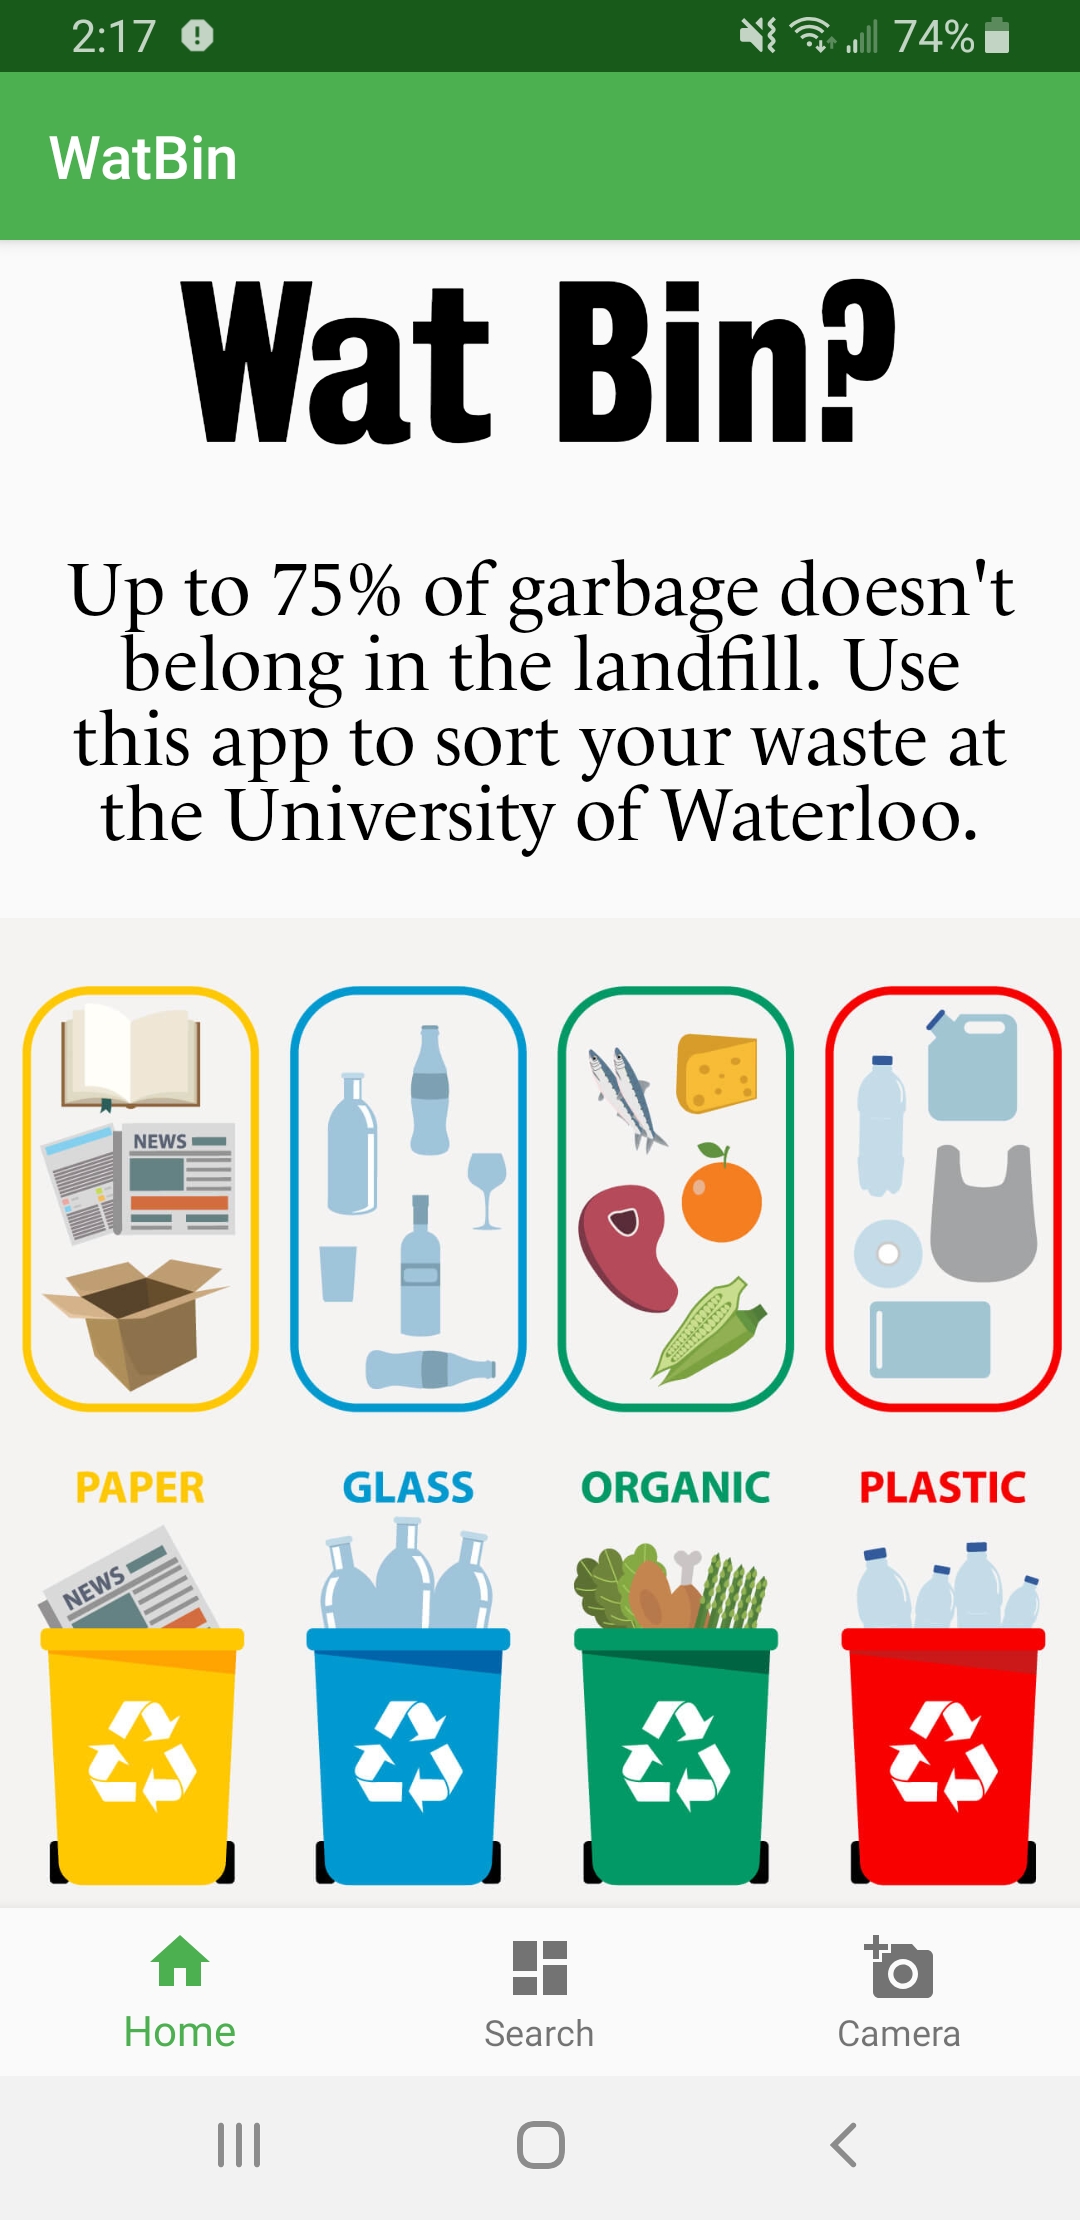 2:17 74%
WatBin
Wat Bin?
Up to 75% of garbage doesn't
belong in the landfill. Use
this app to sort your waste at
the University of Waterloo.
NEWS
PAPER GLASS ORGANIC PLASTIC
NEWS
Home Search Camera